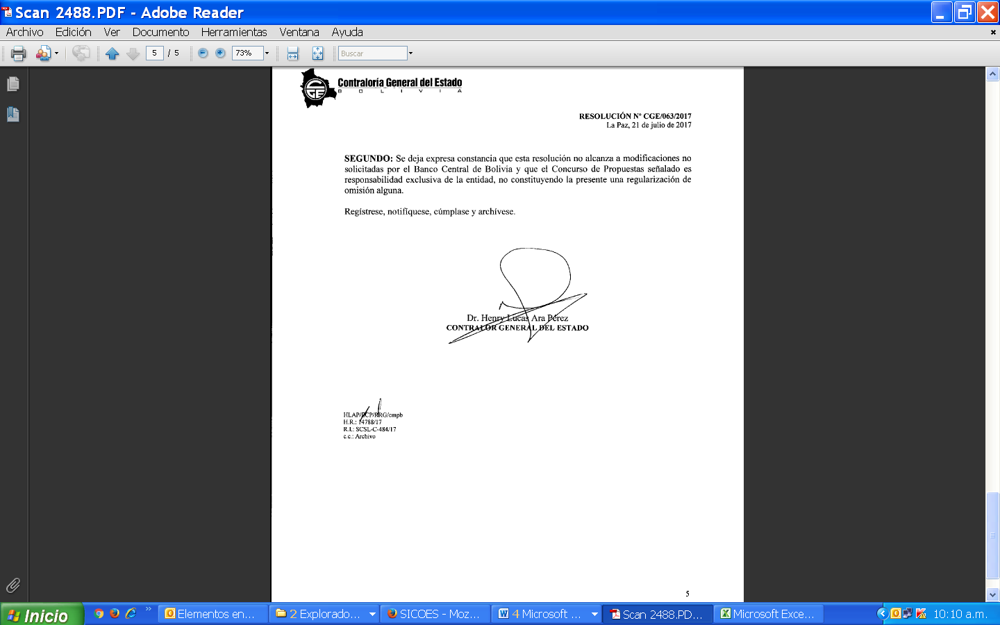 Scan 2488.PDF - Adobe Reader
Archivo Edición Ver Documento Herramientas Ventana Ayuda
5 / 5 73% Buscar
Contraloría General del Estado
BOLIVIA
RESOLUCIÓN Nº CGE/063/2017
La Paz, 21 de julio de 2017
SEGUNDO: Se deja expresa constancia que esta resolución no alcanza a modificaciones no
solicitadas por el Banco Central de Bolivia y que el Concurso de Propuestas señalado es
responsabilidad exclusiva de la entidad, no constituyendo la presente una regularización de
omisión alguna.
Regístrese, notifíquese, cúmplase y archívese.
Dr. Henry Lucas Ara Pérez
CONTRALOR GENERAL DEL ESTADO
HLAP/ECP/RRG/cmpb
H.R.: 14788/17
R.I.: SCSL-C-484/17
c.c.: Archivo
5
Inicio Elementos en... 2 Explorado... SICOES - Moz... 4 Microsoft ... Scan 2488.PD... Microsoft Exce... 10:10 a.m.